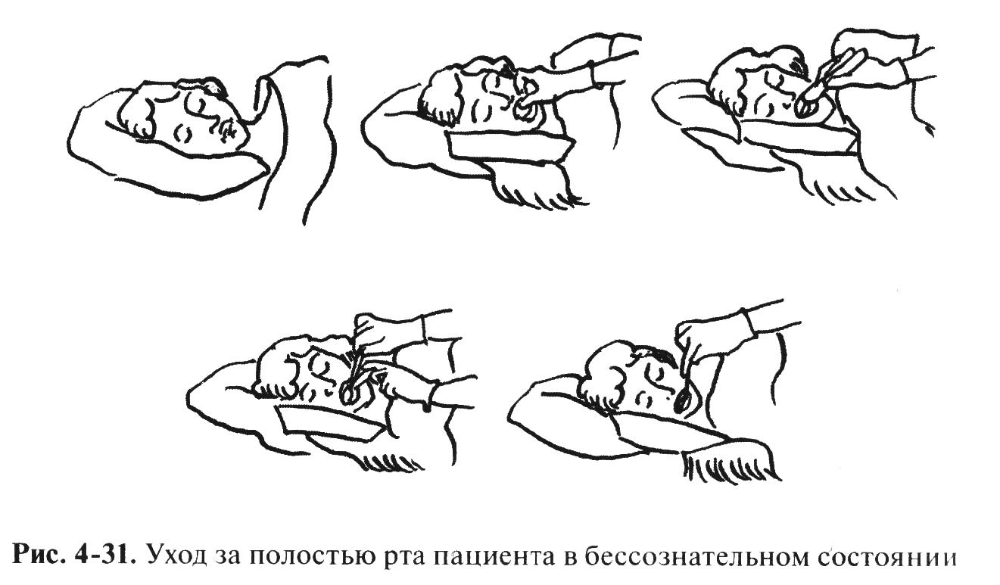 Рис. 4-31. Уход за полостью рта пациента в бессознательном состоянии